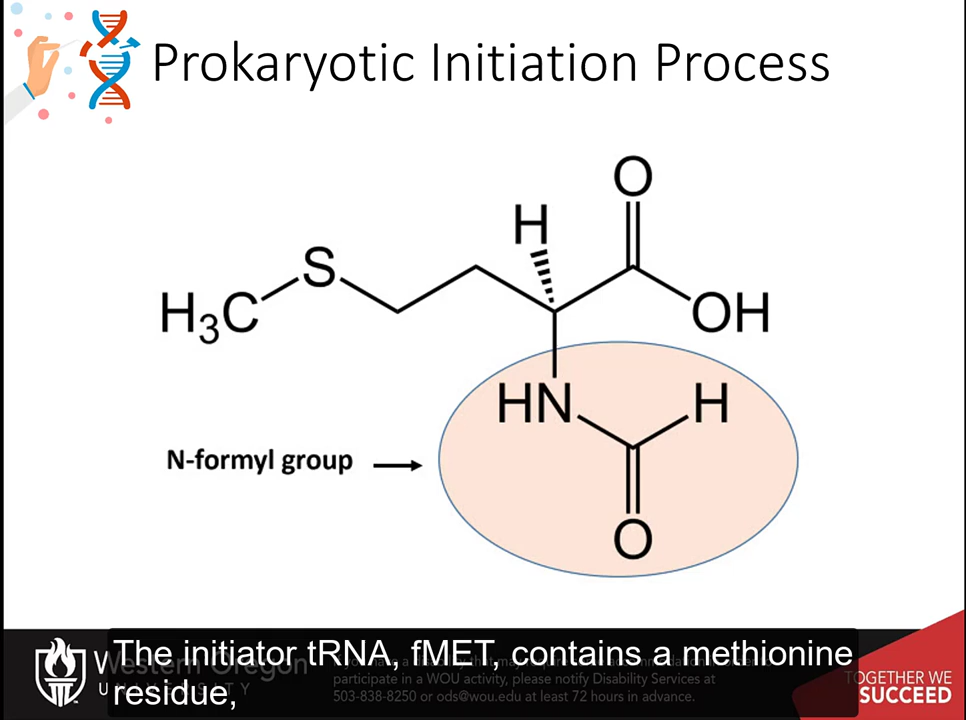 Prokaryotic Initiation Process
O
H
S
H3C
OH
HN
H
N-formyl group
O
The initiator tRNA, fMET, contains a methionine
residue,
Western Oregon
UNIVERSITY
participate in a WOU activity, please notify Disability Services at
503-838-8250 or ods@wou.edu at least 72 hours in advance.
TOGETHER WE
SUCCEED